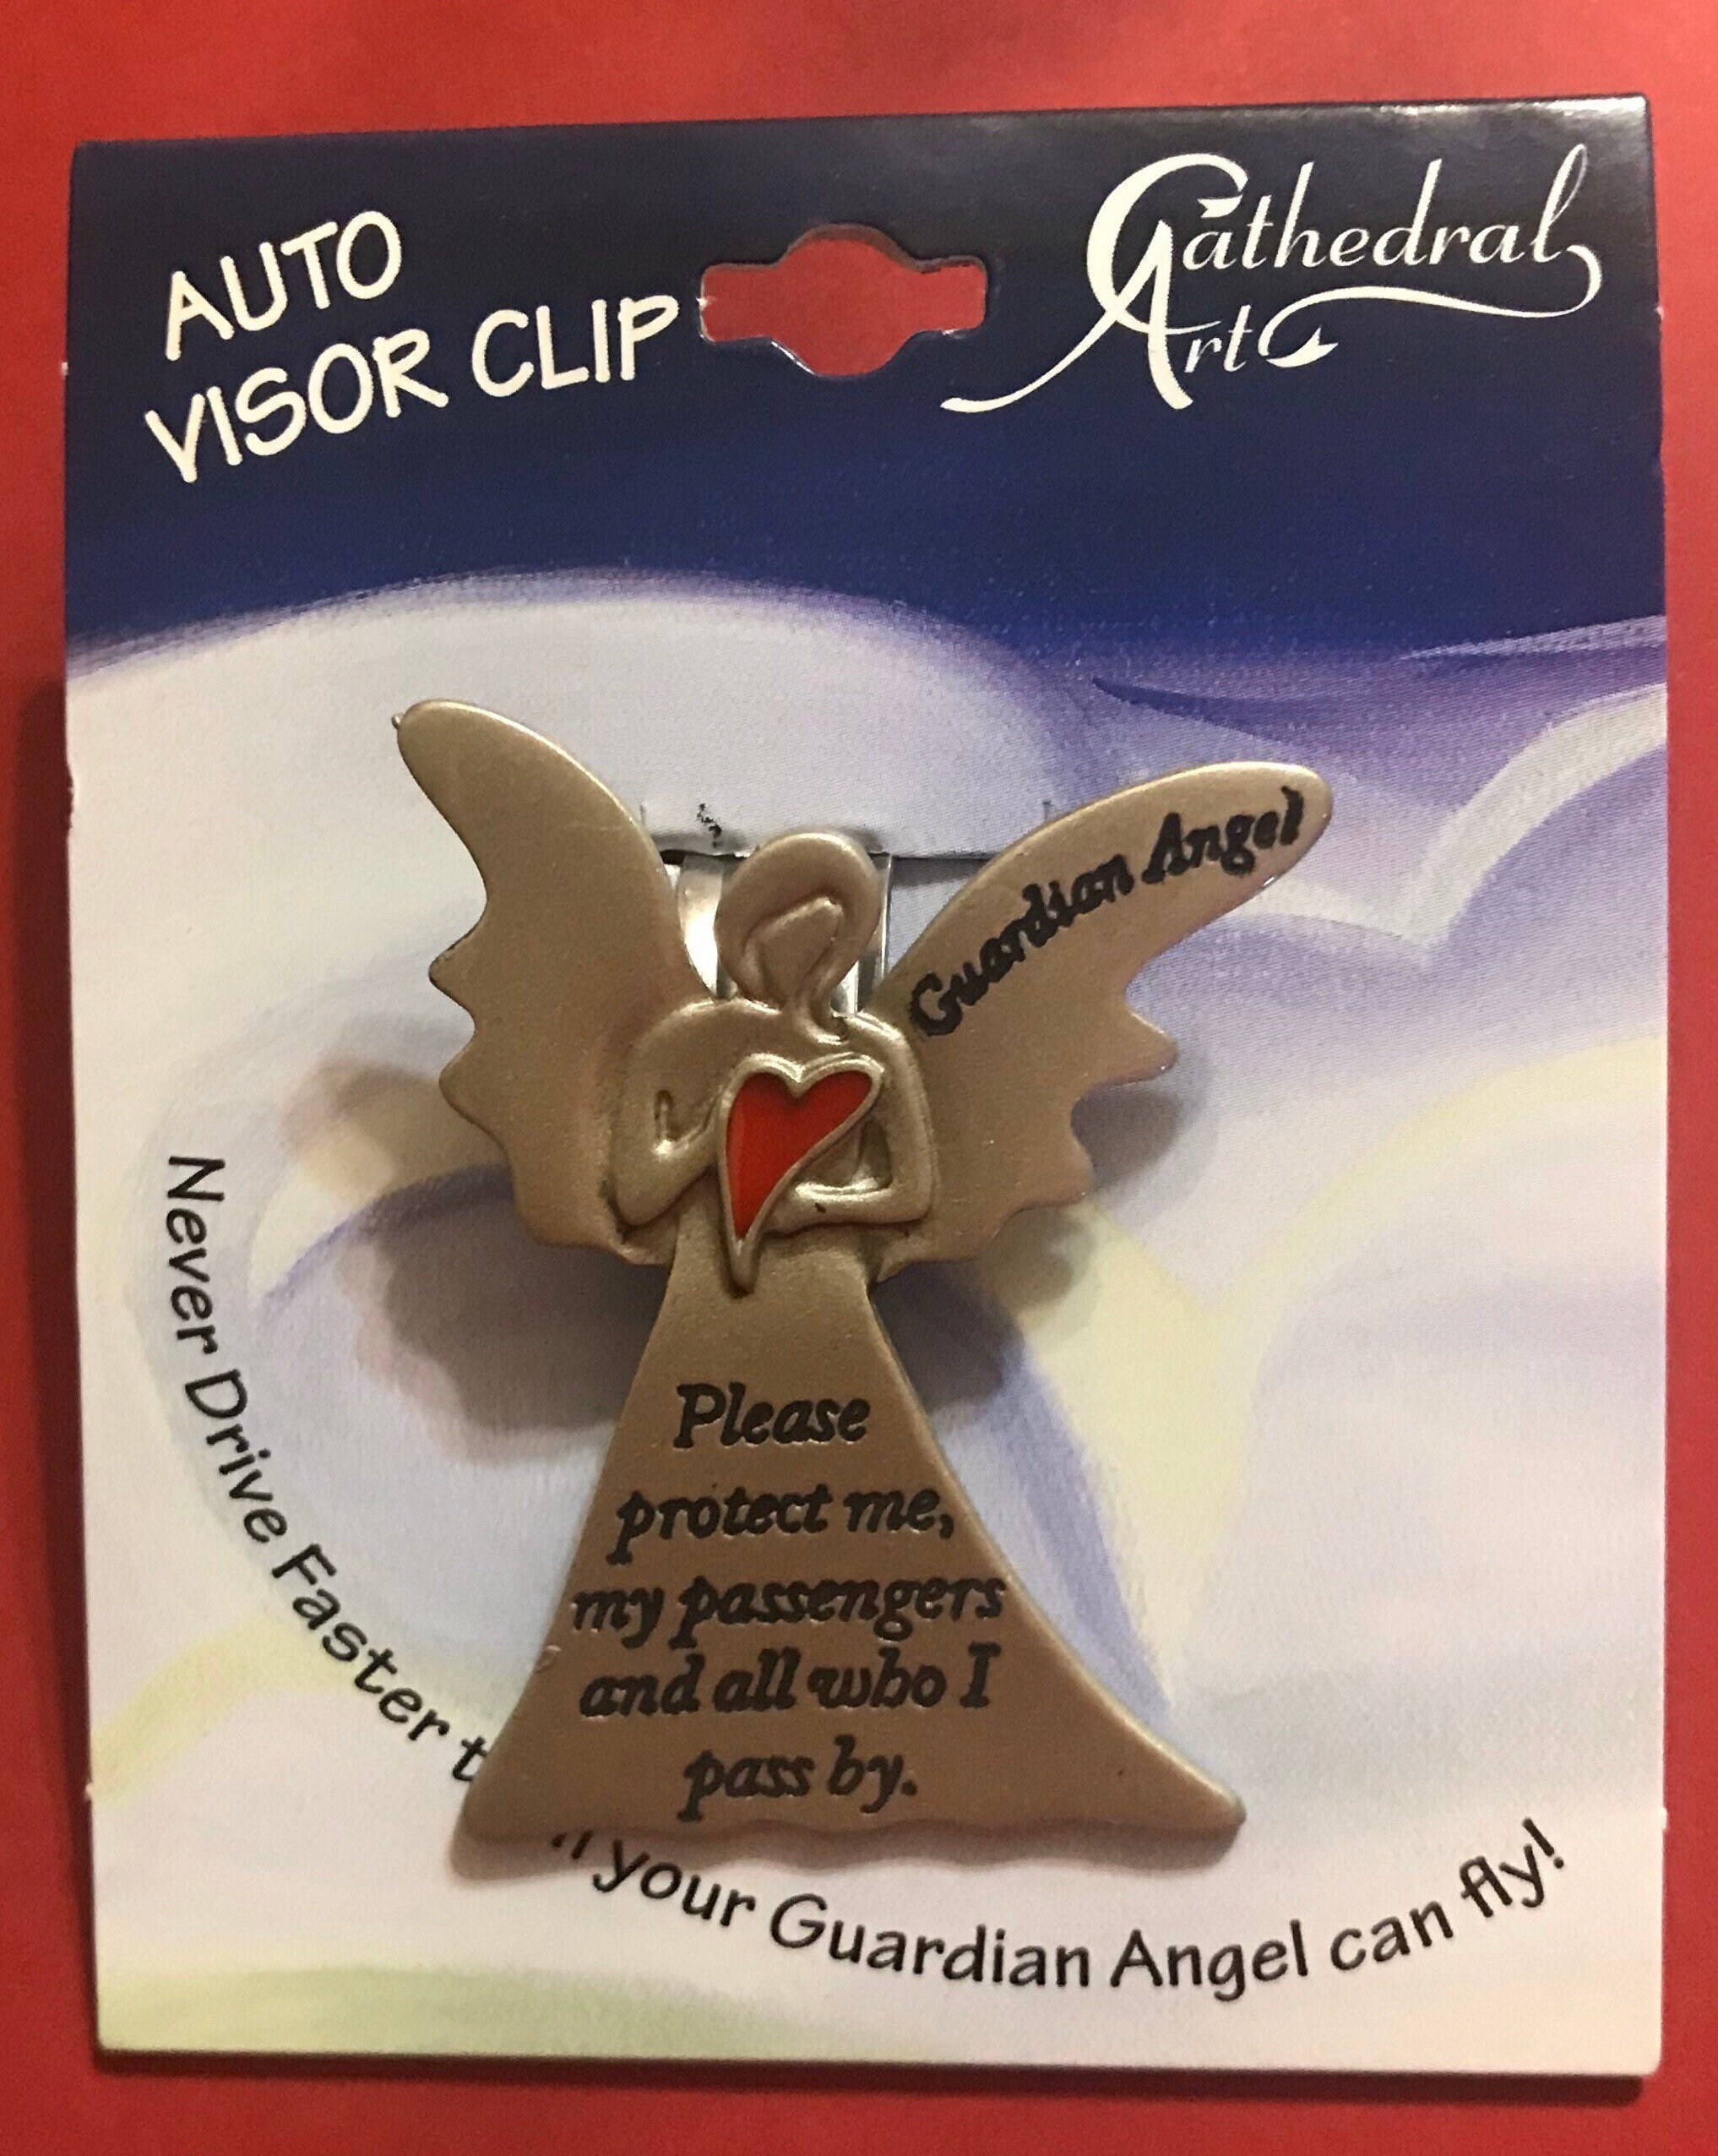 AUTO
VISOR CLIP
Cathedral
Art
Guardian Angel
Please
protect me,
my passengers
and all who I
pass by.
Never Drive Faster
your Guardian Angel can fly!